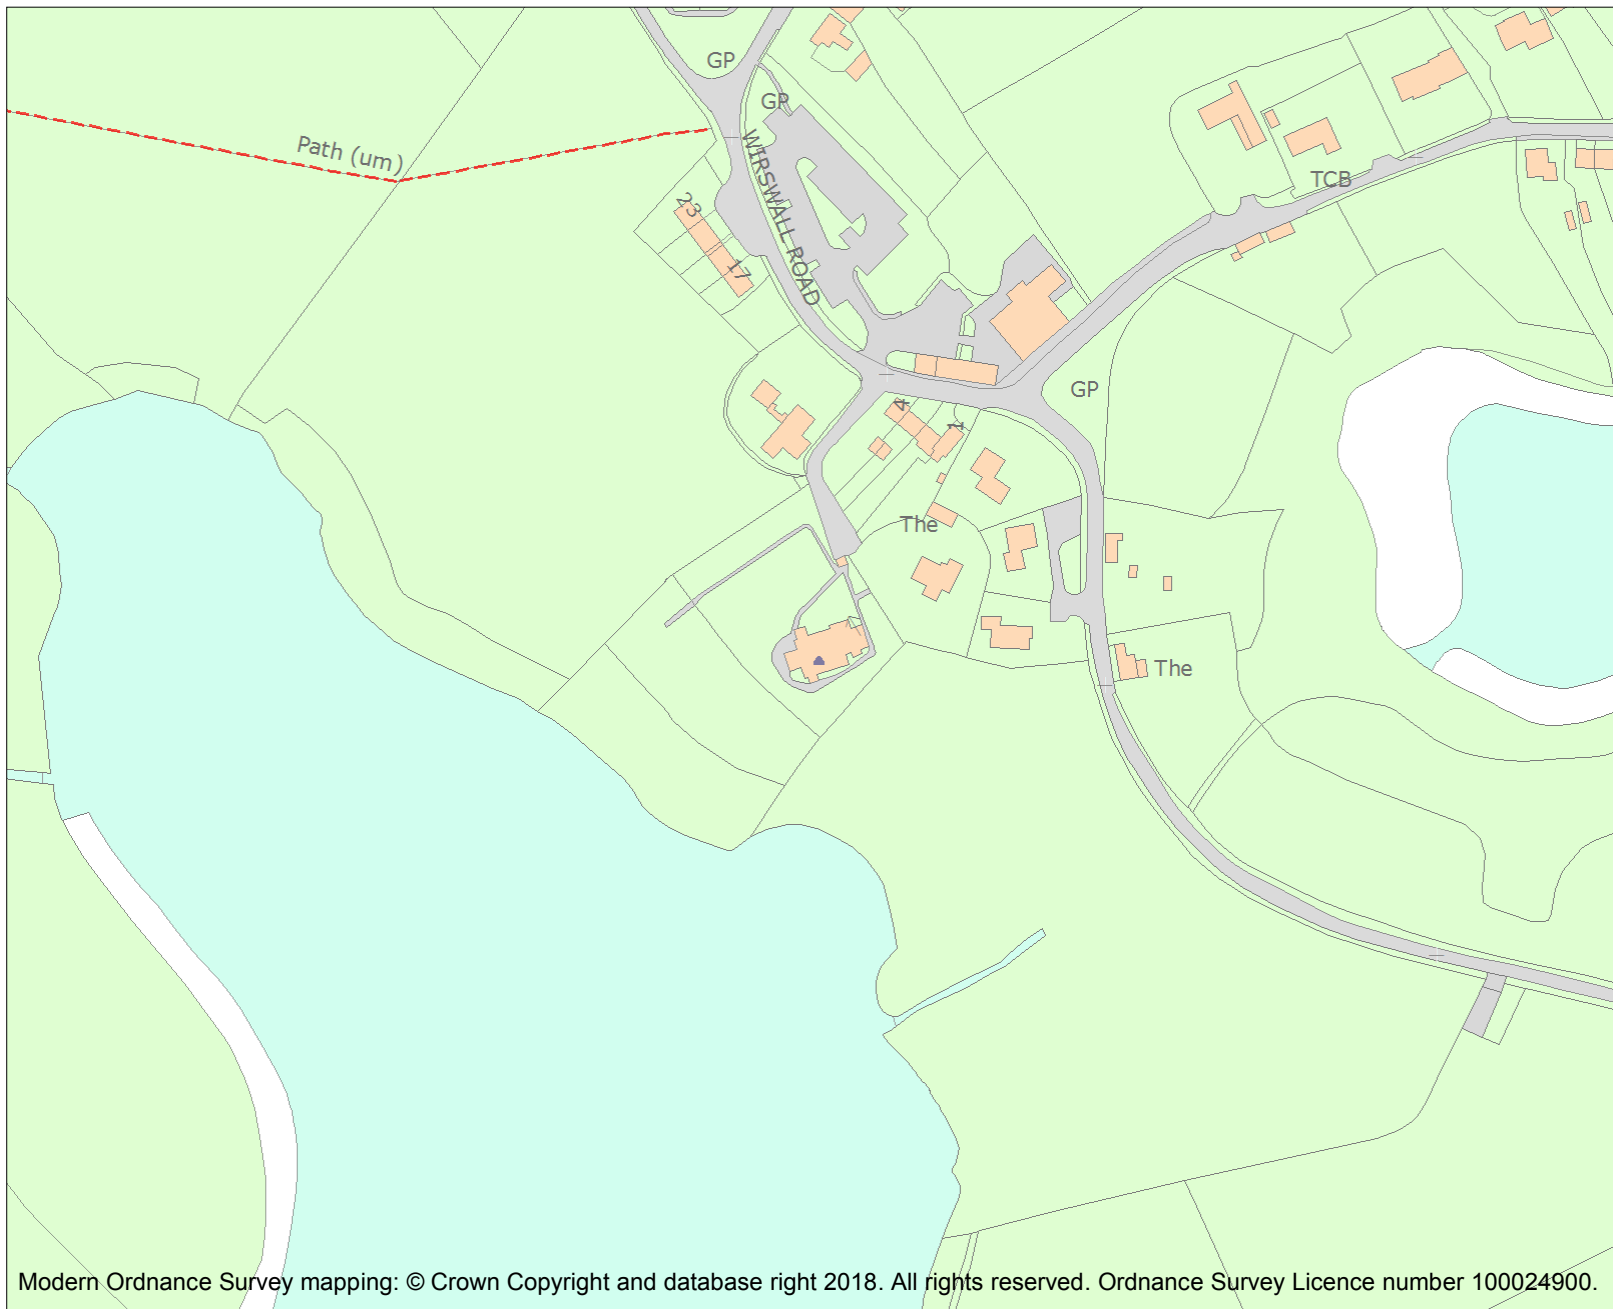 GP
GP
Path (um)
WIRSWALL ROAD
TCB
23
17
GP
4
1
The
The
Modern Ordnance Survey mapping: © Crown Copyright and database right 2018. All rights reserved. Ordnance Survey Licence number 100024900.